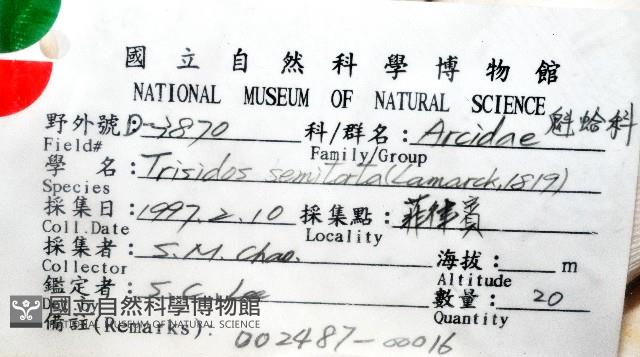 國立自然科學博物館
NATIONAL MUSEUM OF NATURAL SCIENCE
野外號 D-3870 科/群名：Arcidae 魁蛤科
Field# Family/Group
學 名：Trisidos semitorta (Lamarck, 1819)
Species
採集日：1997.2.10 採集點：菲律賓
Coll.Date Locality
採集者：S.M. Chao. 海拔： m
Collector Altitude
鑑定者：S.C. Lee 數量：20
Quantity
國立自然科學博物館
NATIONAL MUSEUM OF NATURAL SCIENCE
備註(Remarks)：002487-00016